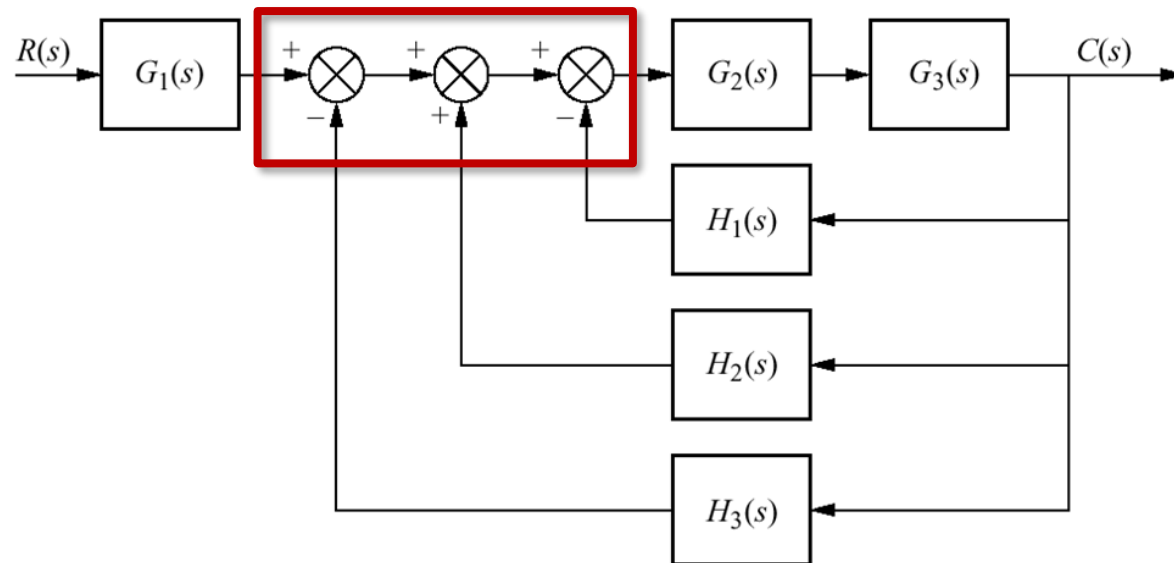 R(s) G₁(s) + + + G₂(s) G₃(s) C(s)
− + −
H₁(s)
H₂(s)
H₃(s)